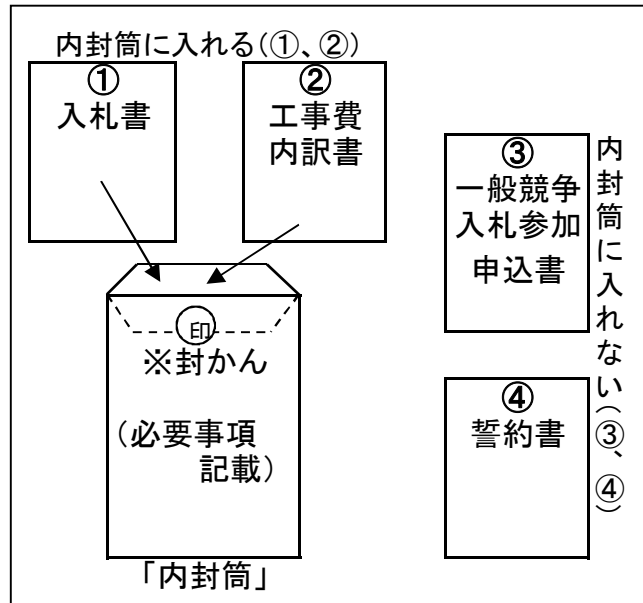 内封筒に入れる(①、②)
①
入札書
②
工事費
内訳書
③
一般競争
入札参加
申込書
内封筒に入れない(③、④)
印
※封かん
(必要事項
記載)
④
誓約書
「内封筒」